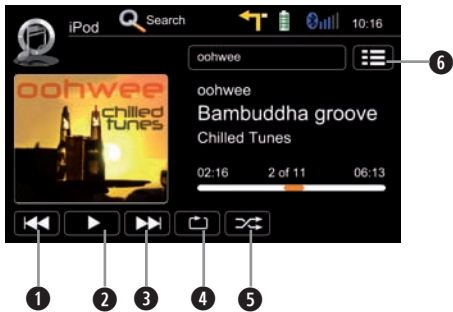 iPod Search 10:16
oohwee
oohwee
chilled
tunes
oohwee
Bambuddha groove
Chilled Tunes
02:16 2 of 11 06:13
6
1 2 3 4 5